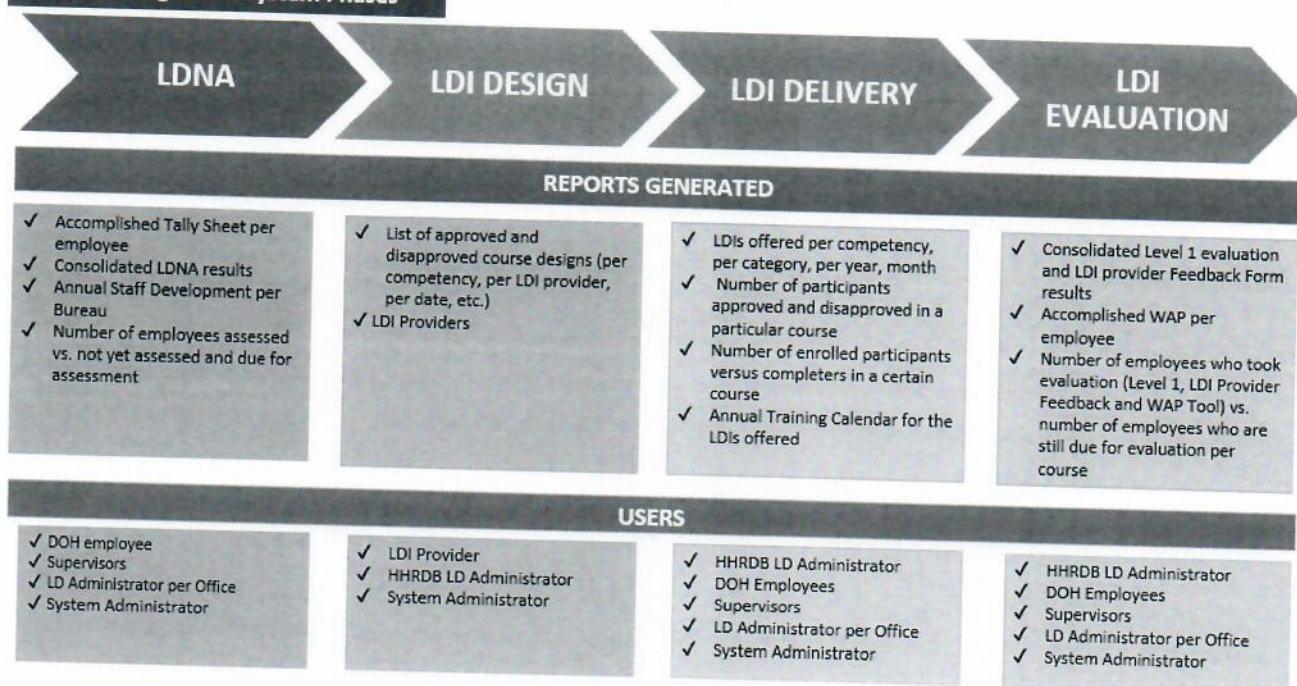 LDNA
LDI DESIGN
LDI DELIVERY
LDI
EVALUATION
REPORTS GENERATED
✓ Accomplished Tally Sheet per
employee
✓ Consolidated LDNA results
✓ Annual Staff Development per
Bureau
✓ Number of employees assessed
vs. not yet assessed and due for
assessment
✓ List of approved and
disapproved course designs (per
competency, per LDI provider,
per date, etc.)
✓ LDI Providers
✓ LDIs offered per competency,
per category, per year, month
✓ Number of participants
approved and disapproved in a
particular course
✓ Number of enrolled participants
versus completers in a certain
course
✓ Annual Training Calendar for the
LDIs offered
✓ Consolidated Level 1 evaluation
and LDI provider Feedback Form
results
✓ Accomplished WAP per
employee
✓ Number of employees who took
evaluation (Level 1, LDI Provider
Feedback and WAP Tool) vs.
number of employees who are
still due for evaluation per
course
USERS
✓ DOH employee
✓ Supervisors
✓ LD Administrator per Office
✓ System Administrator
✓ LDI Provider
✓ HHRDB LD Administrator
✓ System Administrator
✓ HHRDB LD Administrator
✓ DOH Employees
✓ Supervisors
✓ LD Administrator per Office
✓ System Administrator
✓ HHRDB LD Administrator
✓ DOH Employees
✓ Supervisors
✓ LD Administrator per Office
✓ System Administrator